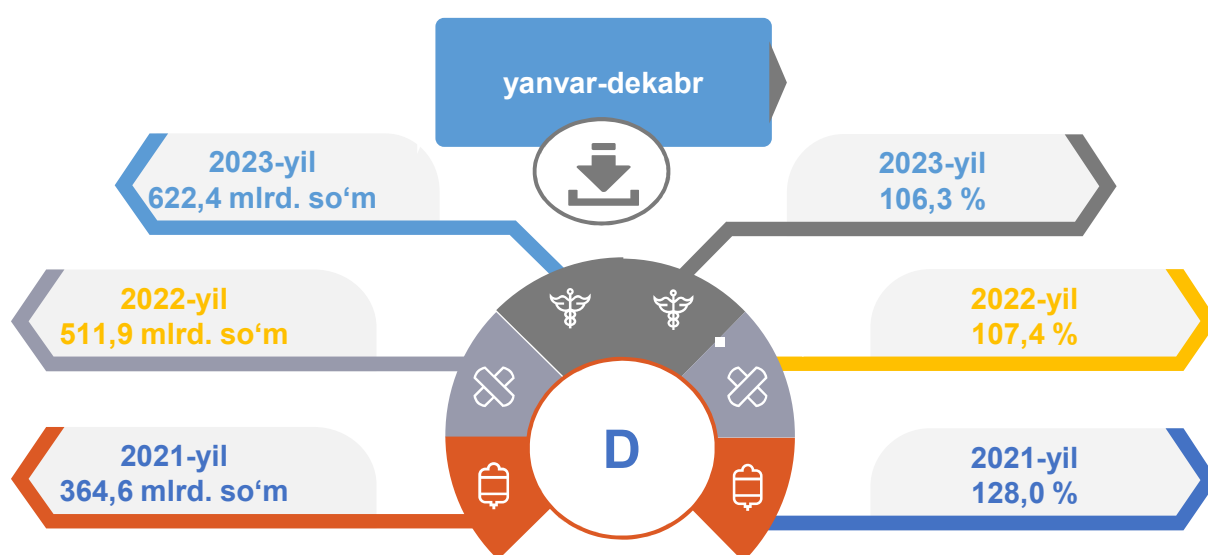 yanvar-dekabr
2023-yil
622,4 mlrd. so‘m
2023-yil
106,3 %
2022-yil
511,9 mlrd. so‘m
2022-yil
107,4 %
2021-yil
364,6 mlrd. so‘m
2021-yil
128,0 %
D